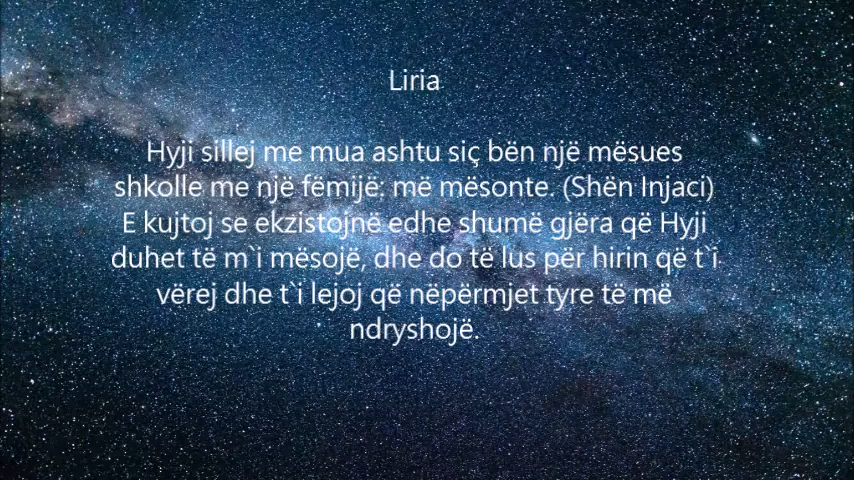 Liria
Hyji sillej me mua ashtu siç bën një mësues
shkolle me një fëmijë: më mësonte. (Shën Injaci)
E kujtoj se ekzistojnë edhe shumë gjëra që Hyji
duhet të m`i mësojë, dhe do të lus për hirin që t`i
vërej dhe t`i lejoj që nëpërmjet tyre të më
ndryshojë.